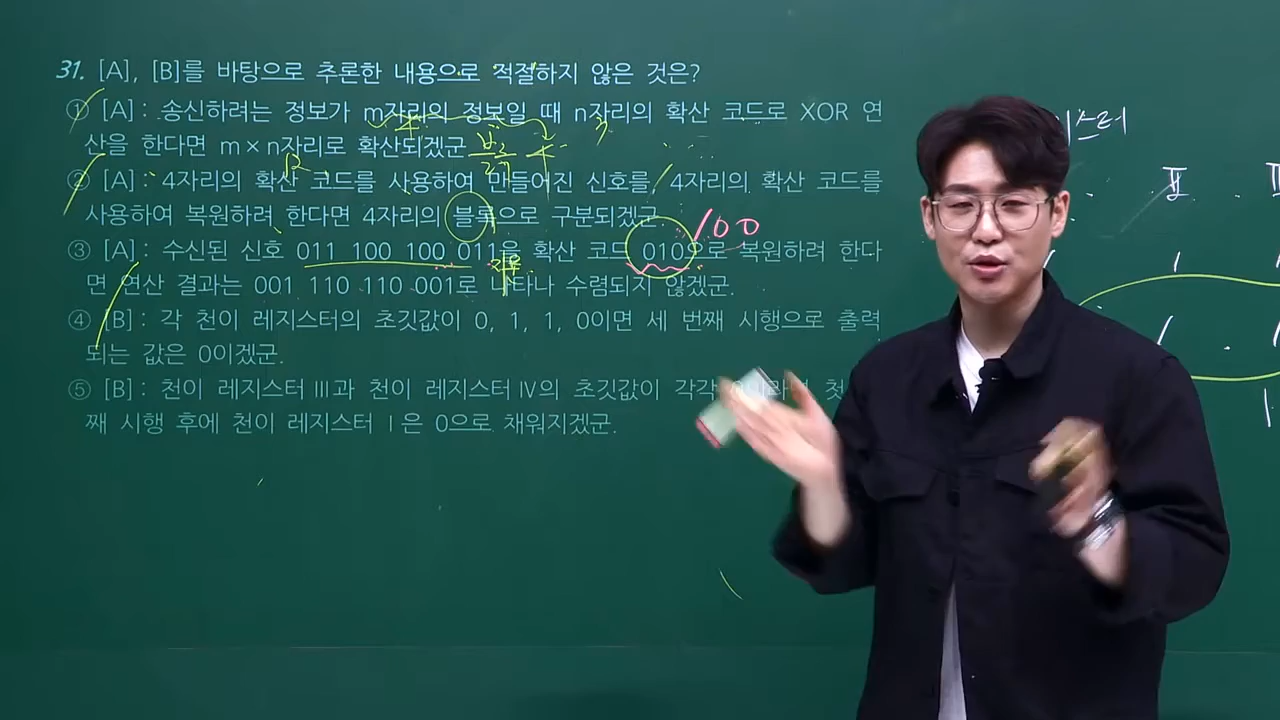 31. [A], [B]를 바탕으로 추론한 내용으로 적절하지 않은 것은?
① [A] : 송신하려는 정보가 m자리의 정보일 때 n자리의 확산 코드로 XOR 연
산을 한다면 m×n자리로 확산되겠군
② [A] : 4자리의 확산 코드를 사용하여 만들어진 신호를, 4자리의 확산 코드를
사용하여 복원하려 한다면 4자리의 블록으로 구분되겠군
100
③ [A] : 수신된 신호 011 100 100 011을 확산 코드 010으로 복원하려 한다
면 연산 결과는 001 110 110 001로 나타나 수렴되지 않겠군.
④ [B] : 각 천이 레지스터의 초깃값이 0, 1, 1, 0이면 세 번째 시행으로 출력
되는 값은 0이겠군.
⑤ [B] : 천이 레지스터 Ⅲ과 천이 레지스터 Ⅳ의 초깃값이 각각 첫
째 시행 후에 천이 레지스터 Ⅰ은 0으로 채워지겠군.
스터
Ⅱ